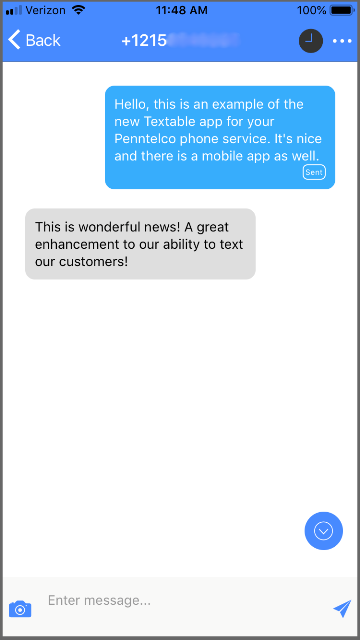 Verizon 11:48 AM 100%
Back +1215
Hello, this is an example of the
new Textable app for your
Penntelco phone service. It's nice
and there is a mobile app as well.
Sent
This is wonderful news! A great
enhancement to our ability to text
our customers!
Enter message...